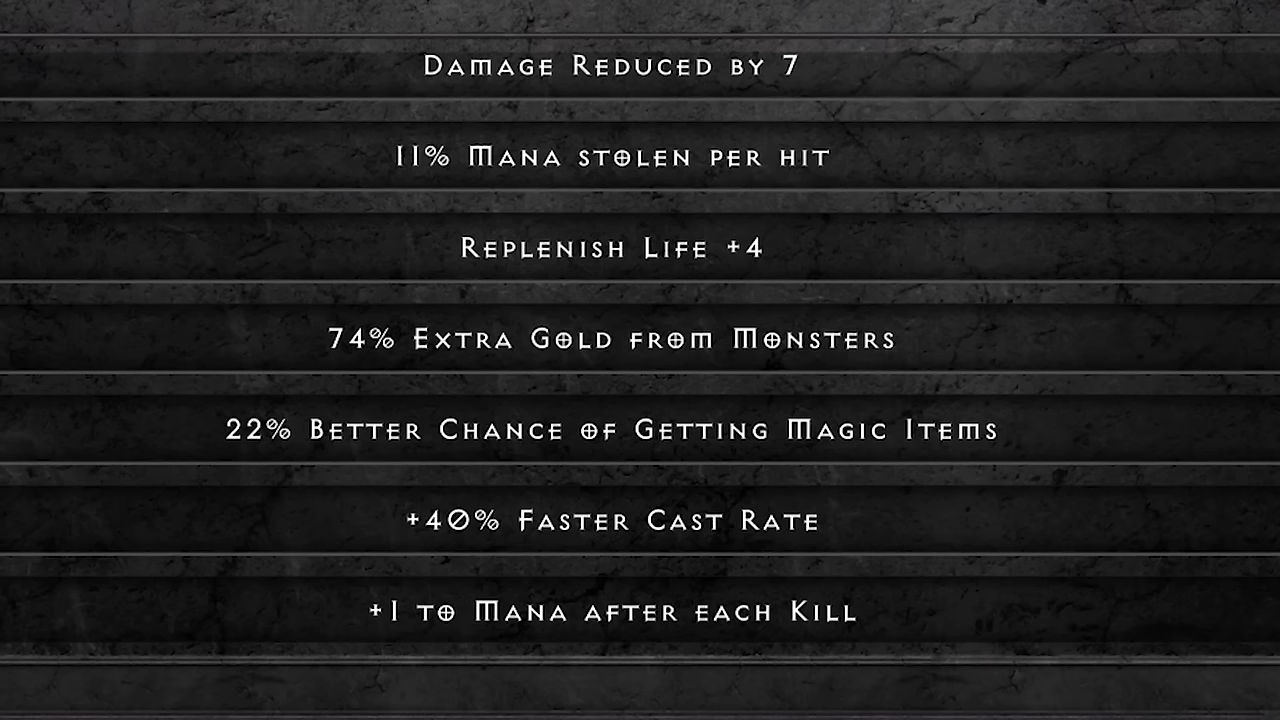 Damage Reduced by 7
11% Mana stolen per hit
Replenish Life +4
74% Extra Gold from Monsters
22% Better Chance of Getting Magic Items
+40% Faster Cast Rate
+1 to Mana after each Kill